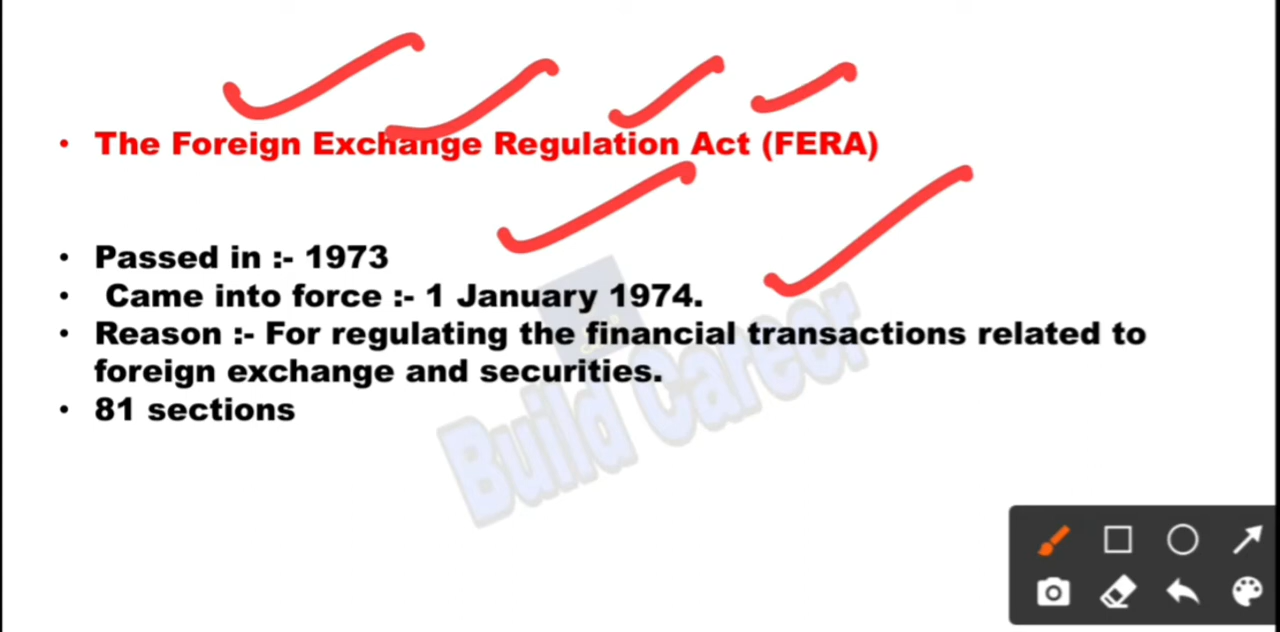 • The Foreign Exchange Regulation Act (FERA)
• Passed in :- 1973
• Came into force :- 1 January 1974.
• Reason :- For regulating the financial transactions related to
foreign exchange and securities.
• 81 sections
Build Career